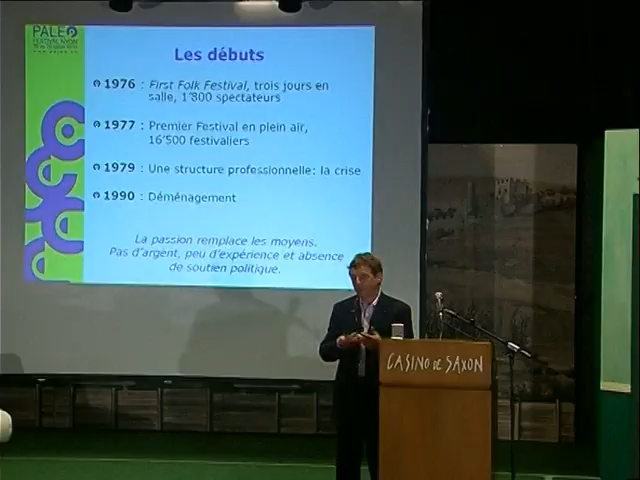 PALEO
FESTIVAL NYON
Les débuts
1976 : First Folk Festival, trois jours en
salle, 1'800 spectateurs
1977 : Premier Festival en plein air,
16'500 festivaliers
1979 : Une structure professionnelle: la crise
1990 : Déménagement
La passion remplace les moyens.
Pas d'argent, peu d'expérience et absence
de soutien politique.
CASINO DE SAXON